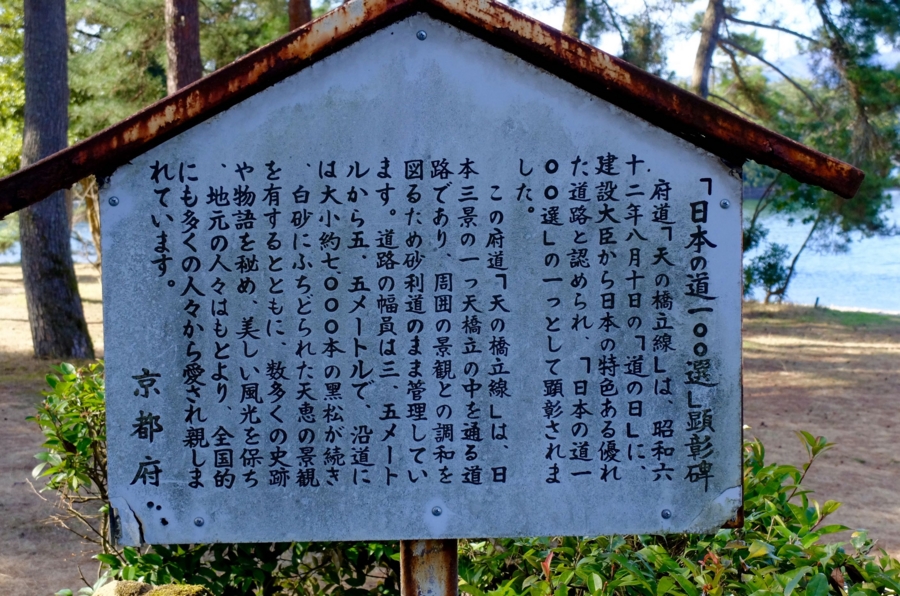 「日本の道一〇〇選」顕彰碑
府道「天の橋立線」は、昭和六
十二年八月十日の「道の日」に、
建設大臣から日本の特色ある優れ
た道路と認められ、「日本の道一
〇〇選」の一つとして顕彰されま
した。
この府道「天の橋立線」は、日
本三景の一つ天橋立の中を通る道
路であり、周囲の景観との調和を
図るため砂利道のまま管理してい
ます。道路の幅員は三、五メート
ルから五、五メートルで、沿道に
は大小約七、〇〇〇本の黒松が続き
、白砂にふちどられた天恵の景観
を有するとともに、数多くの史跡
や物語を秘め、美しい風光を保ち
、地元の人々はもとより、全国的
にも多くの人々から愛され親しま
れています。
京都府